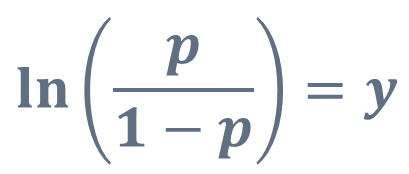 ln(p / (1 − p)) = y